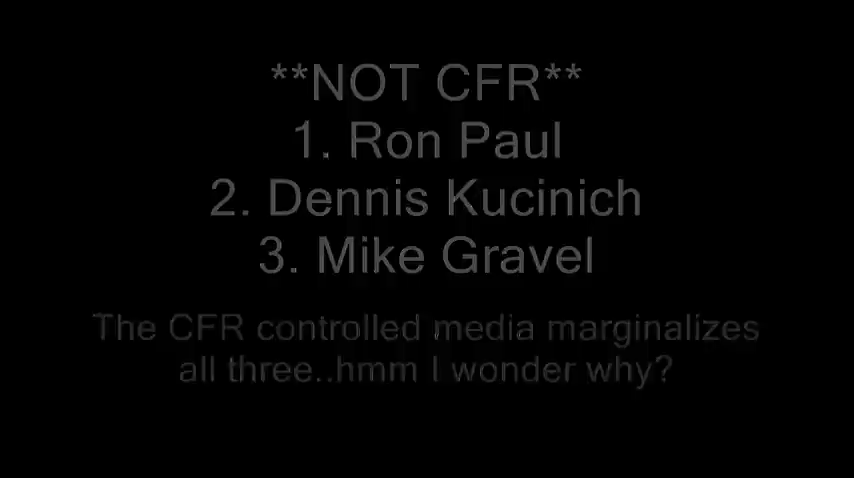 **NOT CFR**
1. Ron Paul
2. Dennis Kucinich
3. Mike Gravel
The CFR controlled media marginalizes
all three..hmm I wonder why?